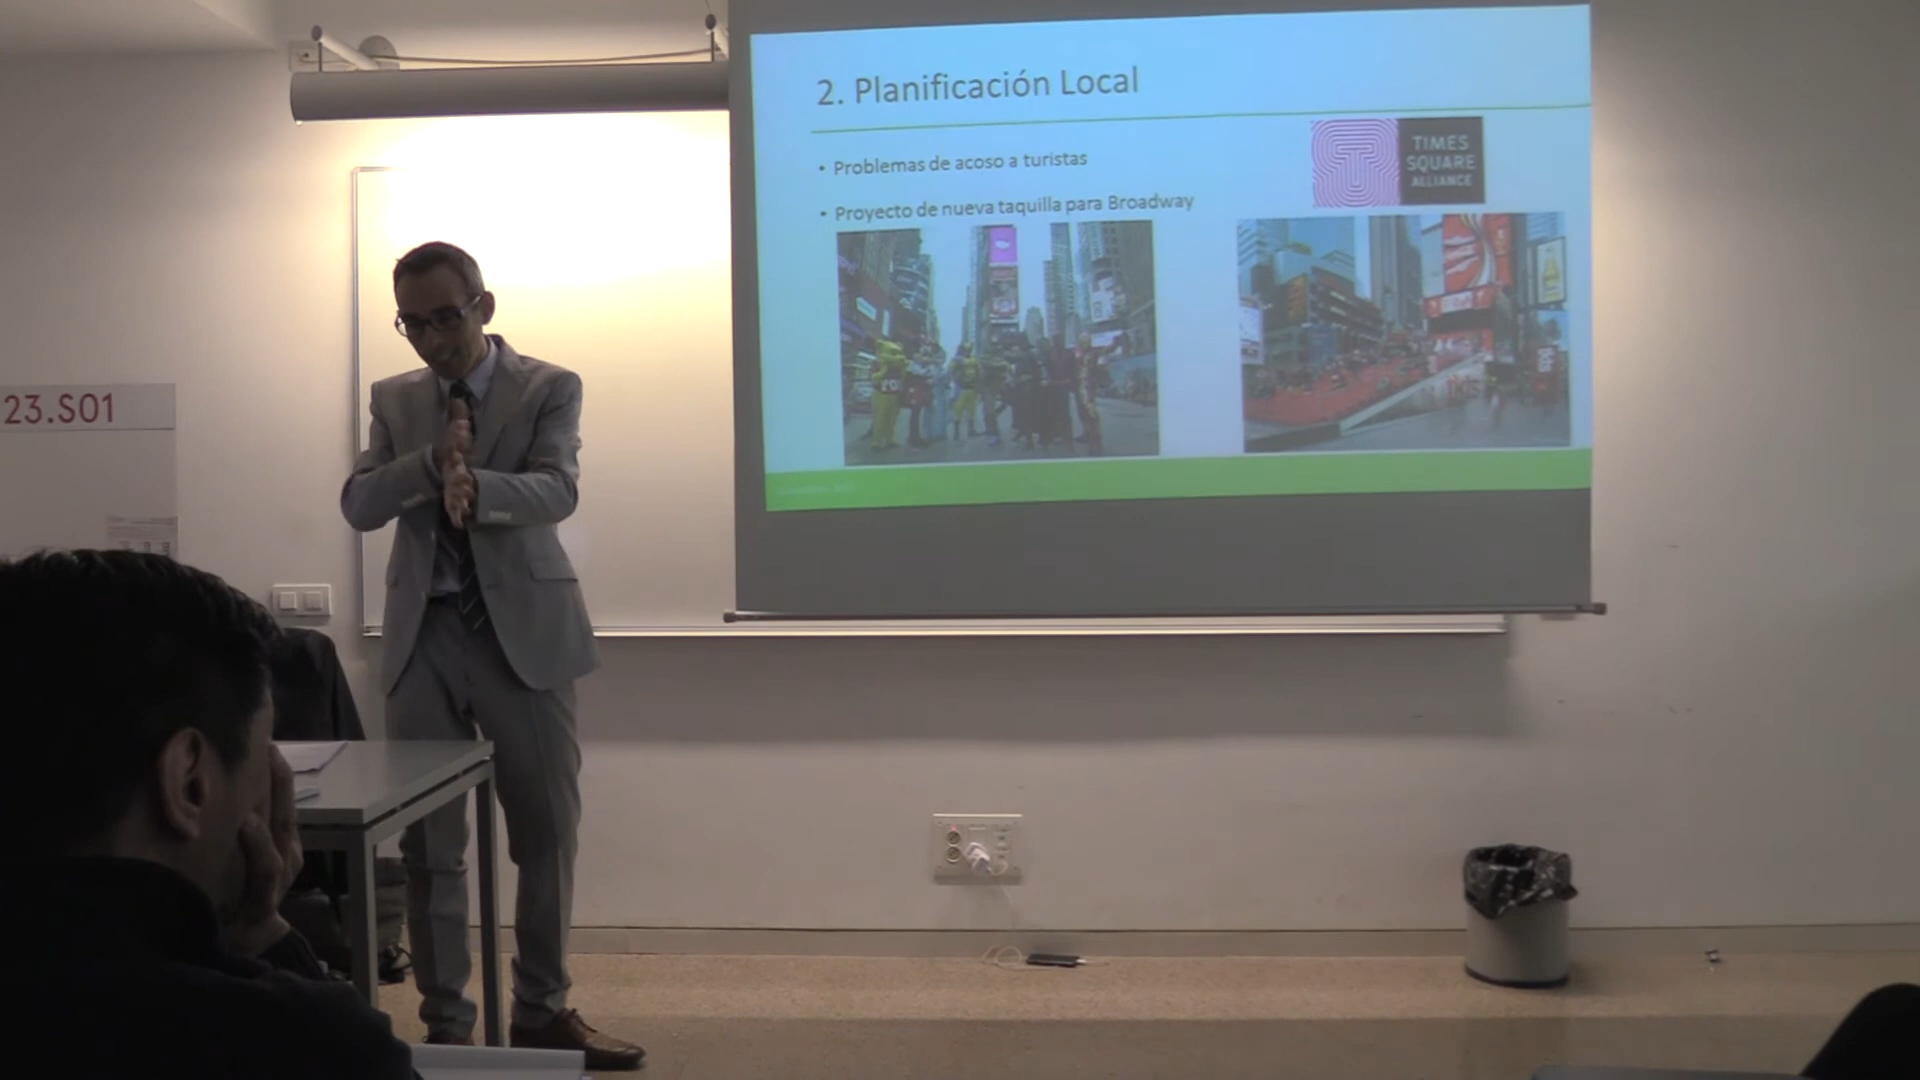 2. Planificación Local
• Problemas de acoso a turistas
• Proyecto de nueva taquilla para Broadway
TIMES
SQUARE
ALLIANCE
23.S01